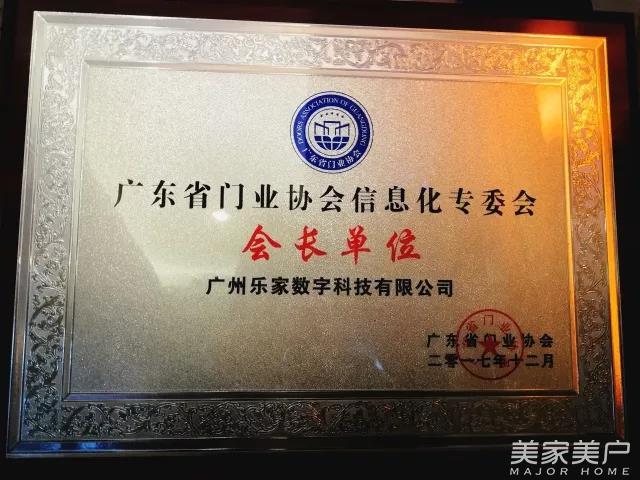 DOORS ASSOCIATION OF GUANGDONG
广东省门业协会
广东省门业协会信息化专委会
会长单位
广州乐家数字科技有限公司
广东省门业协会
二零一七年十二月
美家美户
MAJOR HOME